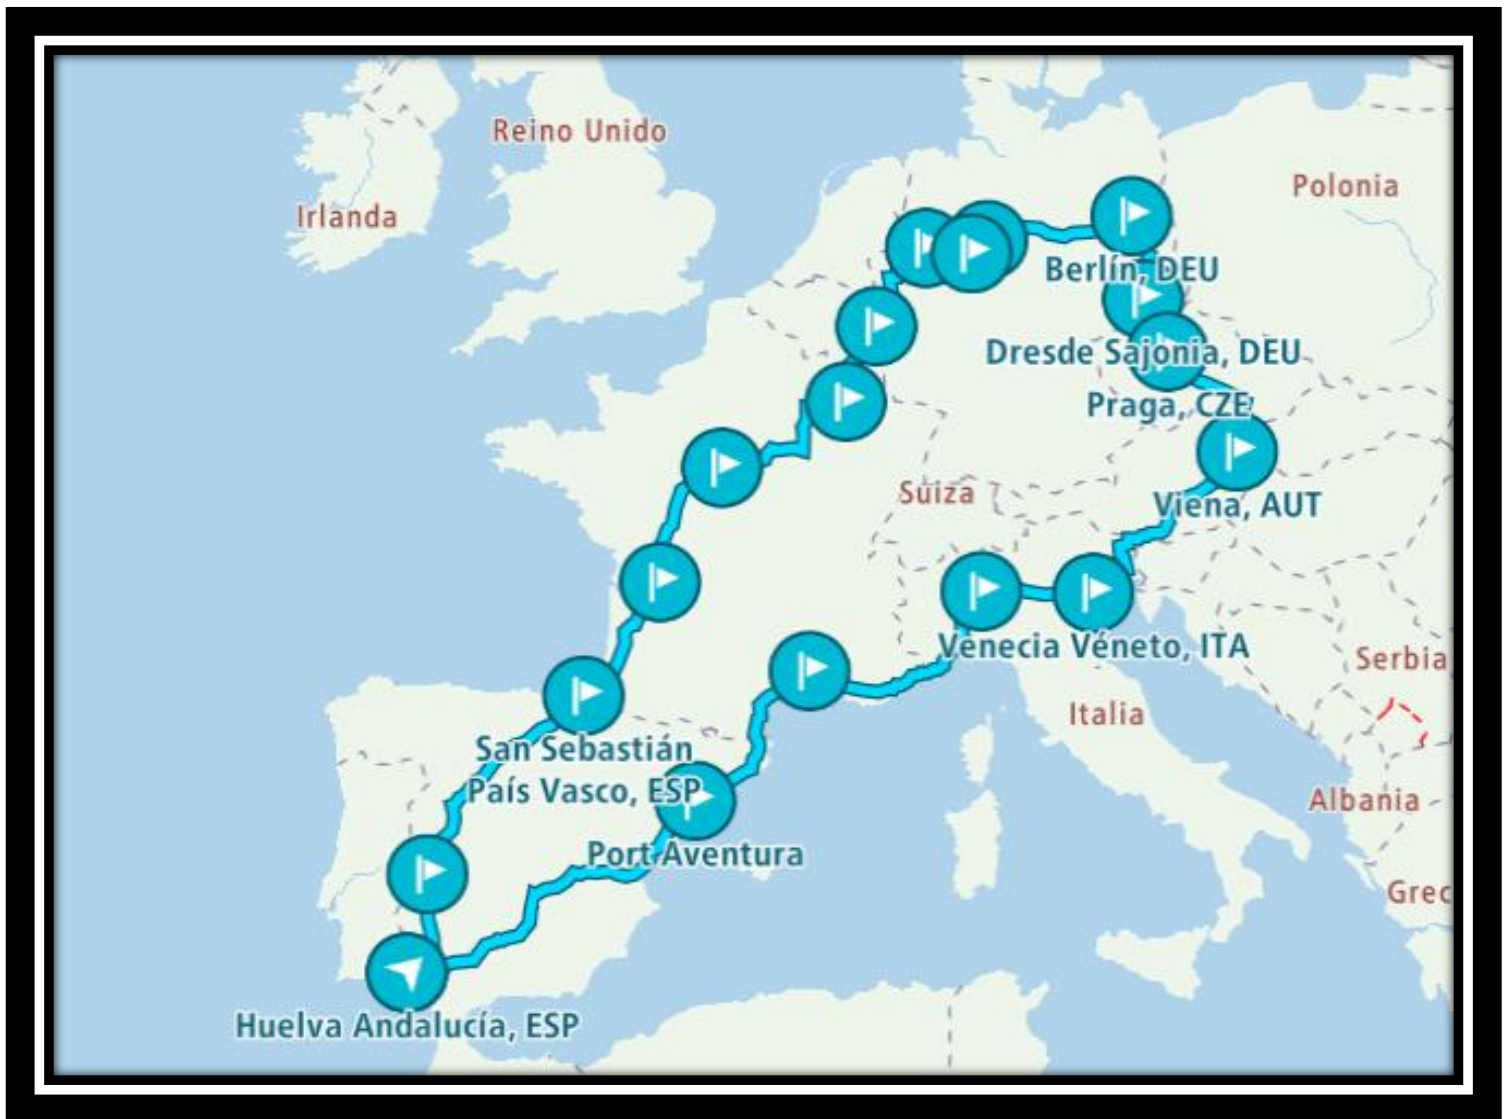 Reino Unido
Polonia
Irlanda
Berlín, DEU
Dresde Sajonia, DEU
Praga, CZE
Suiza
Viena, AUT
Venecia Véneto, ITA
Serbia
Italia
San Sebastián
País Vasco, ESP
Albania
Port Aventura
Grec
Huelva Andalucía, ESP